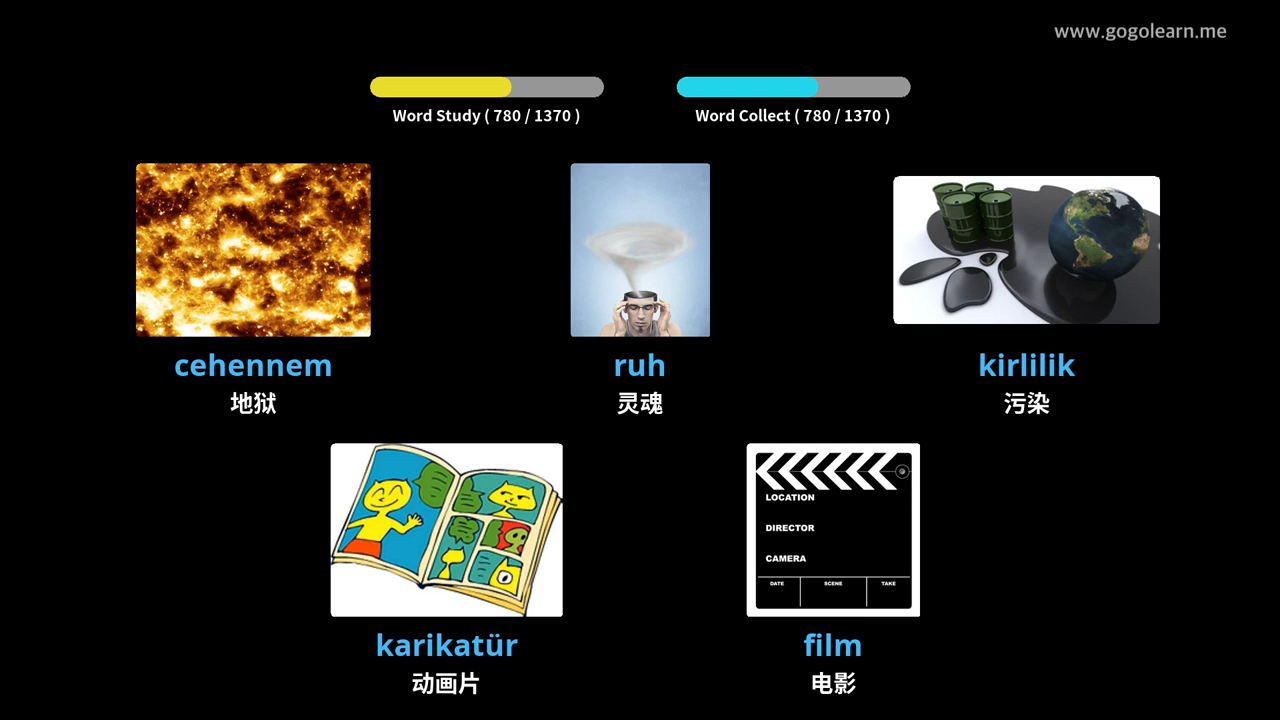 www.gogolearn.me
Word Study ( 780 / 1370 )
Word Collect ( 780 / 1370 )
cehennem
地狱
ruh
灵魂
kirlilik
污染
LOCATION
DIRECTOR
CAMERA
DATE SCENE TAKE
karikatür
动画片
film
电影